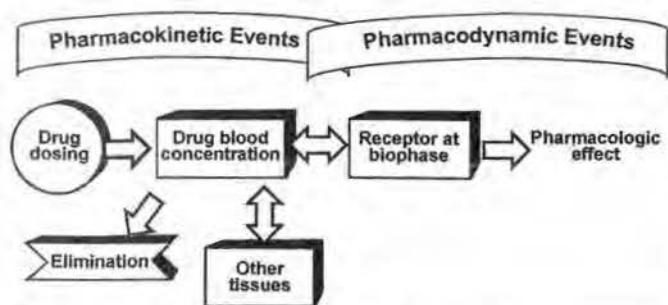 Pharmacokinetic Events
Pharmacodynamic Events
Drug
dosing
Drug blood
concentration
Receptor at
biophase
Pharmacologic
effect
Elimination
Other
tissues